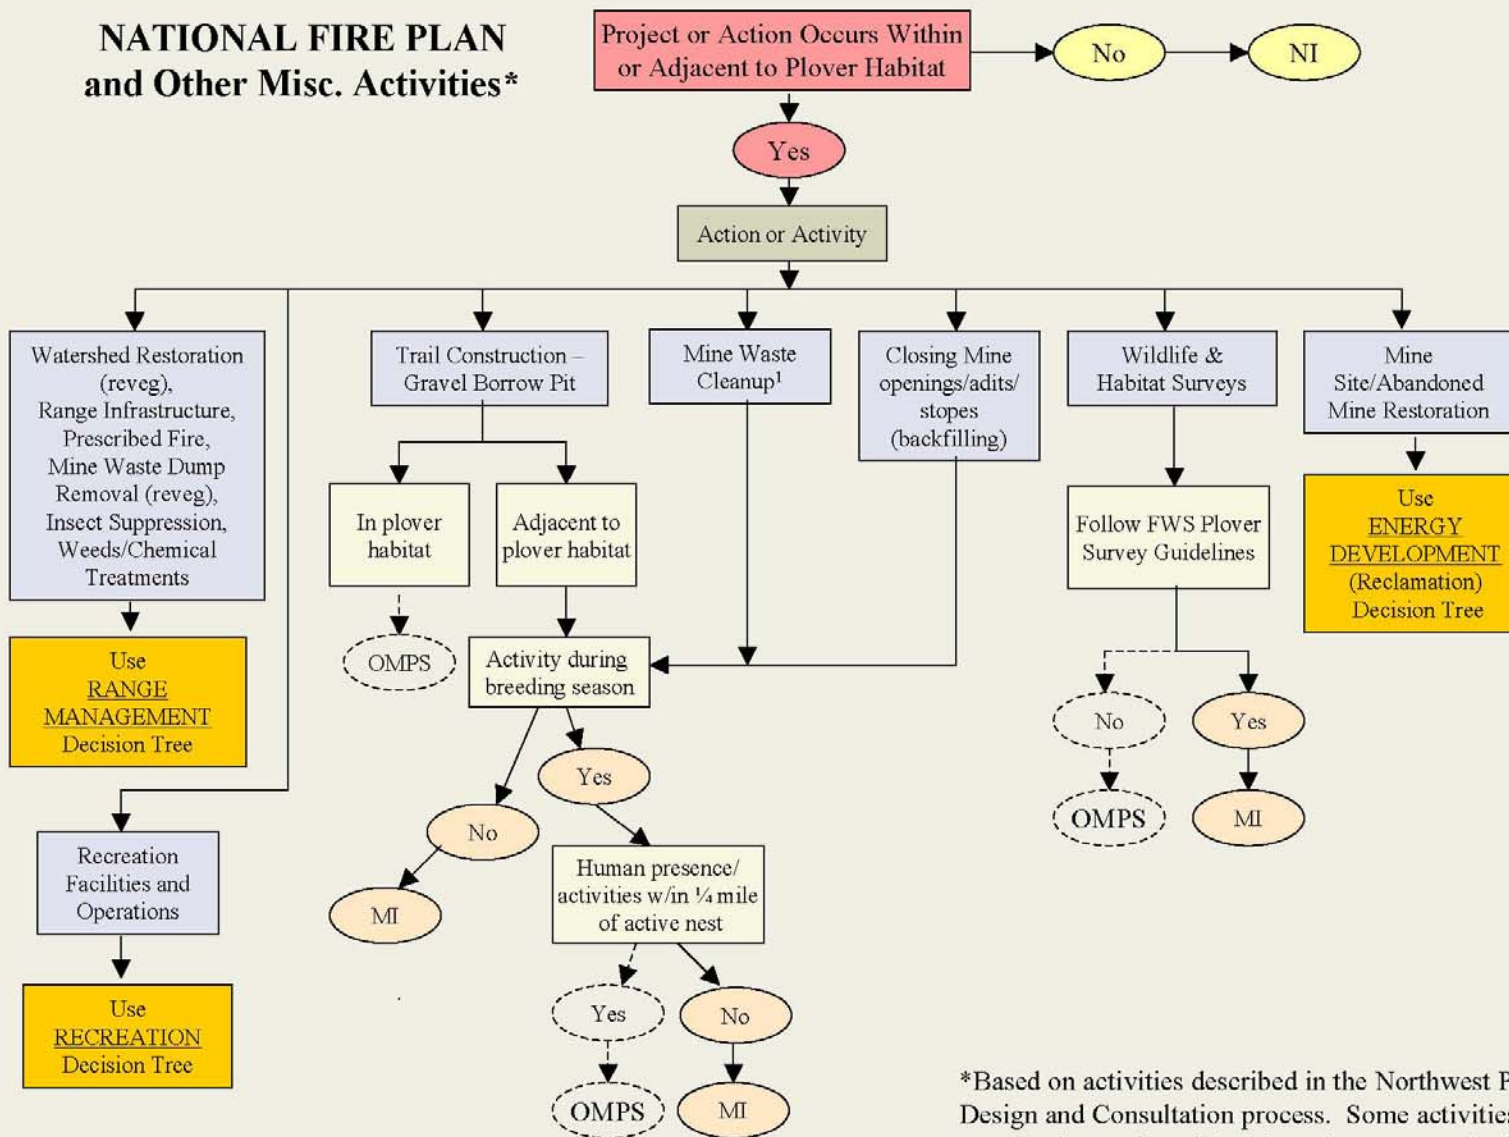 NATIONAL FIRE PLAN
and Other Misc. Activities*
Project or Action Occurs Within
or Adjacent to Plover Habitat
No
NI
Yes
Action or Activity
Watershed Restoration
(reveg),
Range Infrastructure,
Prescribed Fire,
Mine Waste Dump
Removal (reveg),
Insect Suppression,
Weeds/Chemical
Treatments
Use
RANGE
MANAGEMENT
Decision Tree
Recreation
Facilities and
Operations
Use
RECREATION
Decision Tree
Trail Construction –
Gravel Borrow Pit
In plover
habitat
OMPS
Adjacent to
plover habitat
Activity during
breeding season
No
MI
Yes
Human presence/
activities w/in ¼ mile
of active nest
Yes
OMPS
No
MI
Mine Waste
Cleanup¹
Closing Mine
openings/adits/
stopes
(backfilling)
Wildlife &
Habitat Surveys
Follow FWS Plover
Survey Guidelines
No
OMPS
Yes
MI
Mine
Site/Abandoned
Mine Restoration
Use
ENERGY
DEVELOPMENT
(Reclamation)
Decision Tree
*Based on activities described in the Northwest
Design and Consultation process. Some activities